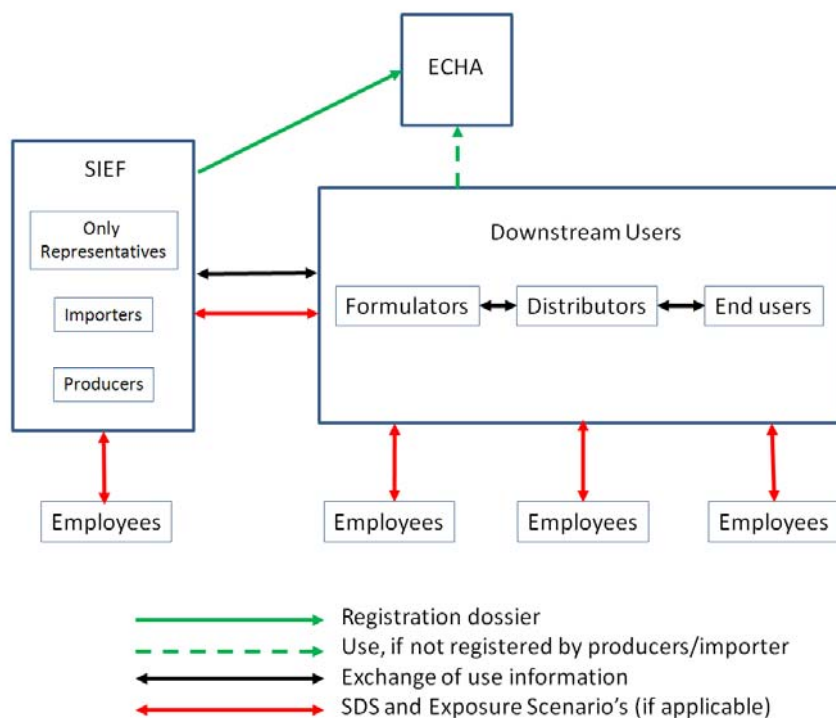 ECHA
SIEF
Only
Representatives
Importers
Producers
Downstream Users
Formulators
Distributors
End users
Employees
Employees
Employees
Employees
Registration dossier
Use, if not registered by producers/importer
Exchange of use information
SDS and Exposure Scenario's (if applicable)